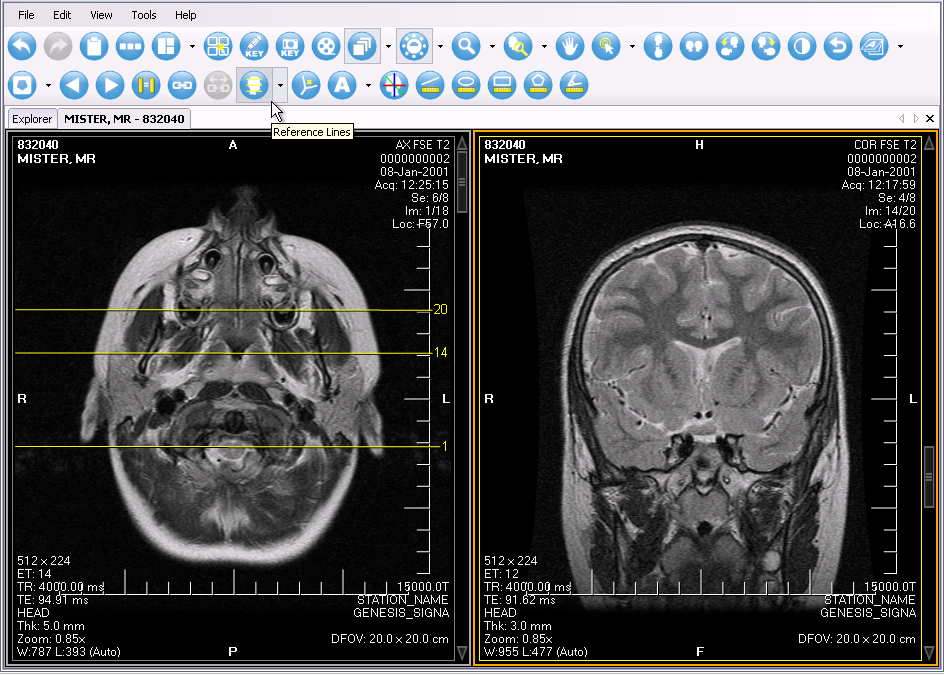 File Edit View Tools Help
KEY KEY
A
Explorer MISTER, MR - 832040
Reference Lines
832040
MISTER, MR
A
AX FSE T2
0000000002
08-Jan-2001
Acq: 12:25:15
Se: 6/8
Im: 1/18
Loc: F57.0
20
14
R
L
1
512 x 224
ET: 14
TR: 4000.00 ms
TE: 94.91 ms
HEAD
Thk: 5.0 mm
Zoom: 0.85x
W:787 L:393 (Auto)
P
15000.0T
STATION_NAME
GENESIS_SIGNA
DFOV: 20.0 x 20.0 cm
832040
MISTER, MR
H
COR FSE T2
0000000002
08-Jan-2001
Acq: 12:17:59
Se: 4/8
Im: 14/20
Loc: A16.6
R
L
512 x 224
ET: 12
TR: 4000.00 ms
TE: 91.62 ms
HEAD
Thk: 3.0 mm
Zoom: 0.85x
W:955 L:477 (Auto)
F
15000.0T
STATION_NAME
GENESIS_SIGNA
DFOV: 20.0 x 20.0 cm